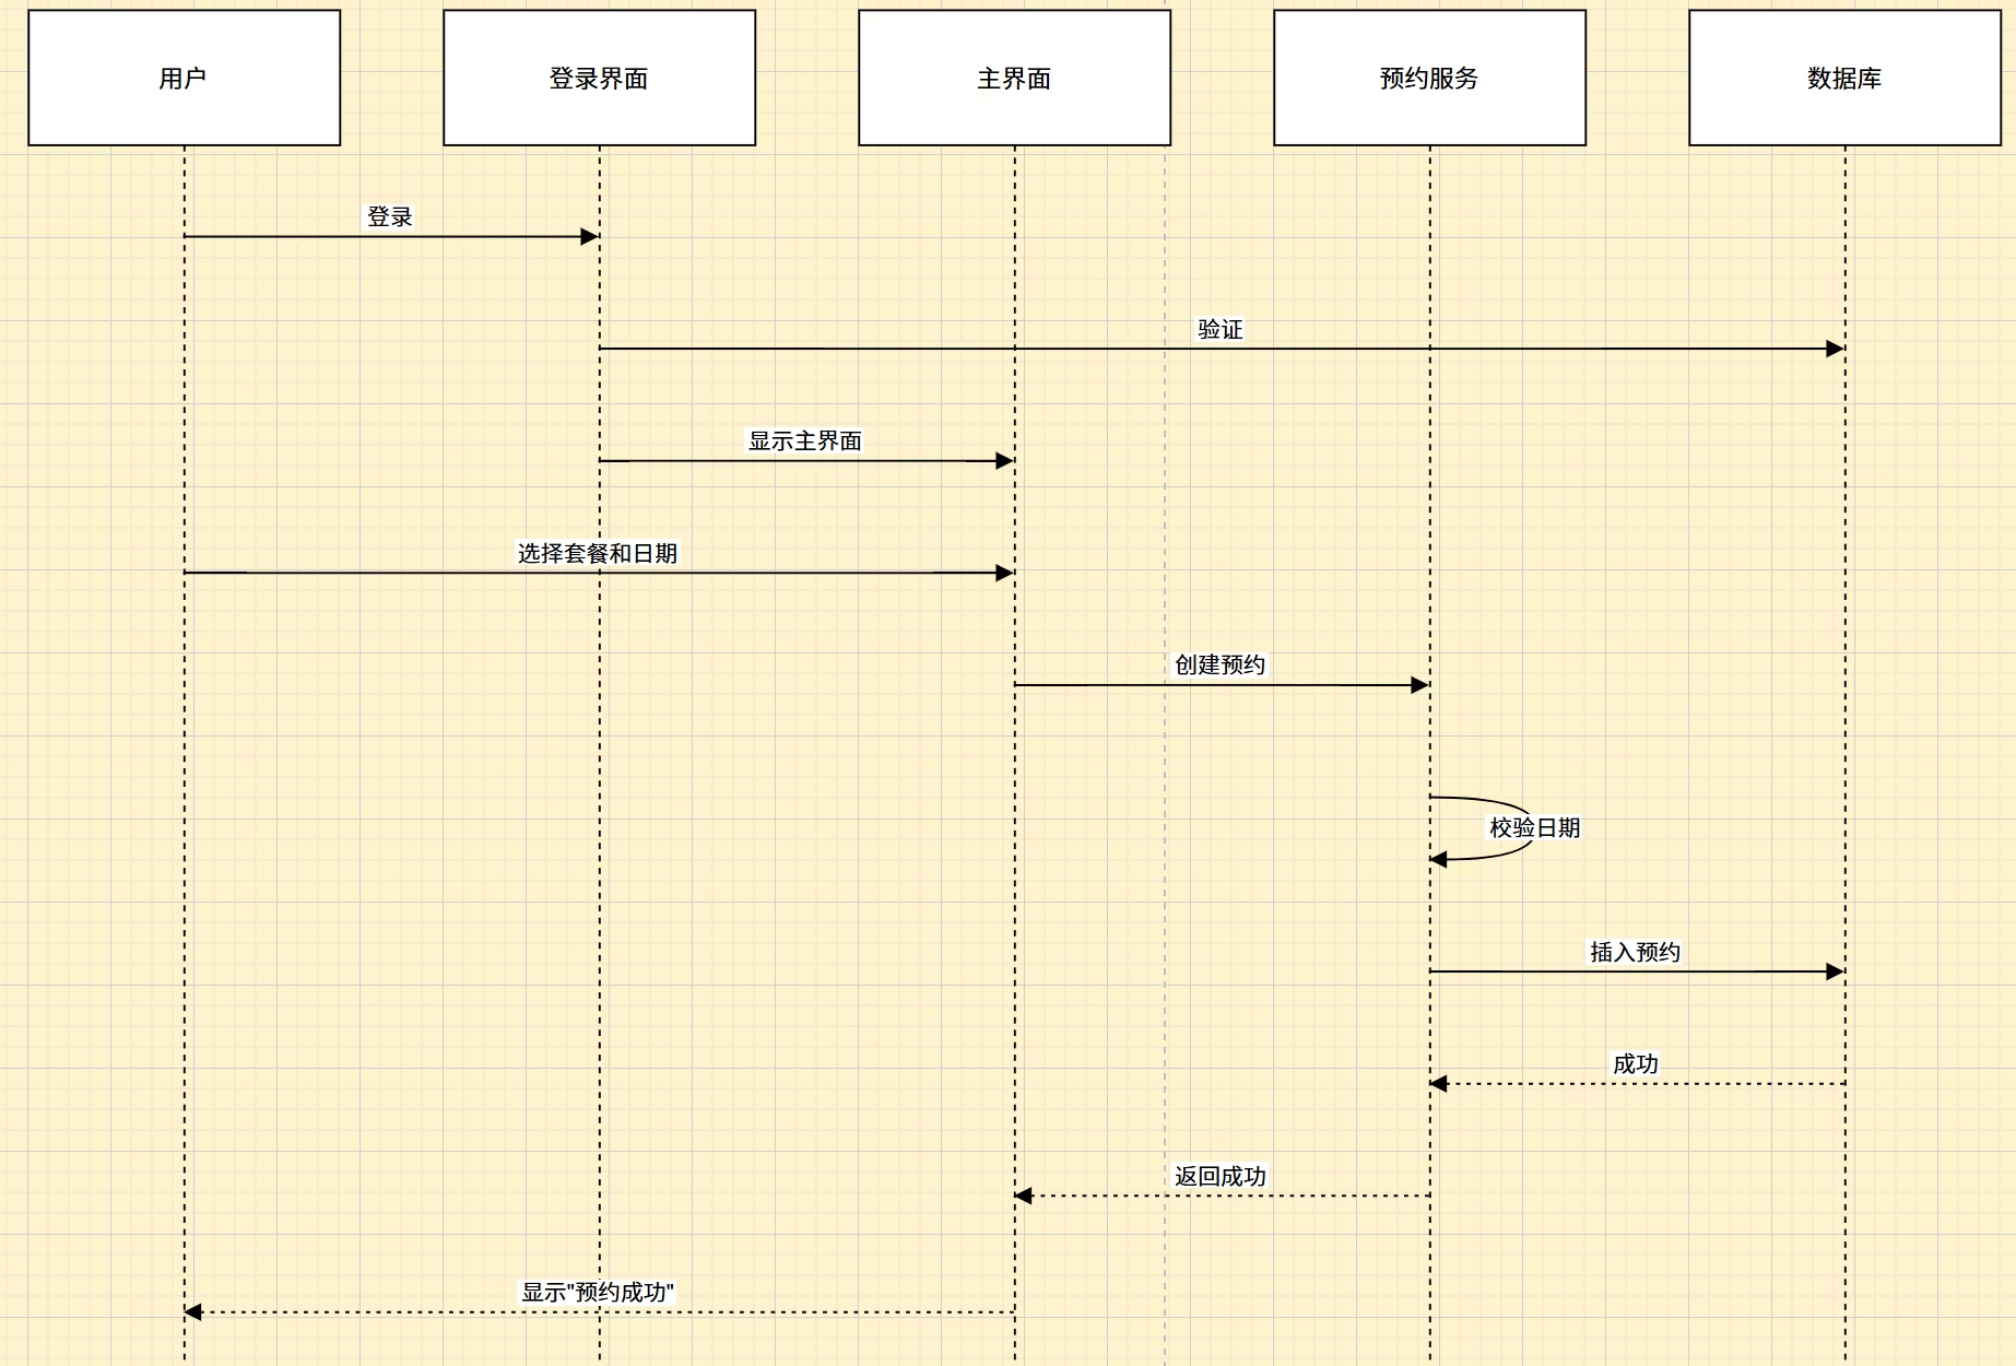 用户
登录界面
主界面
预约服务
数据库
登录
验证
显示主界面
选择套餐和日期
创建预约
校验日期
插入预约
成功
返回成功
显示"预约成功"